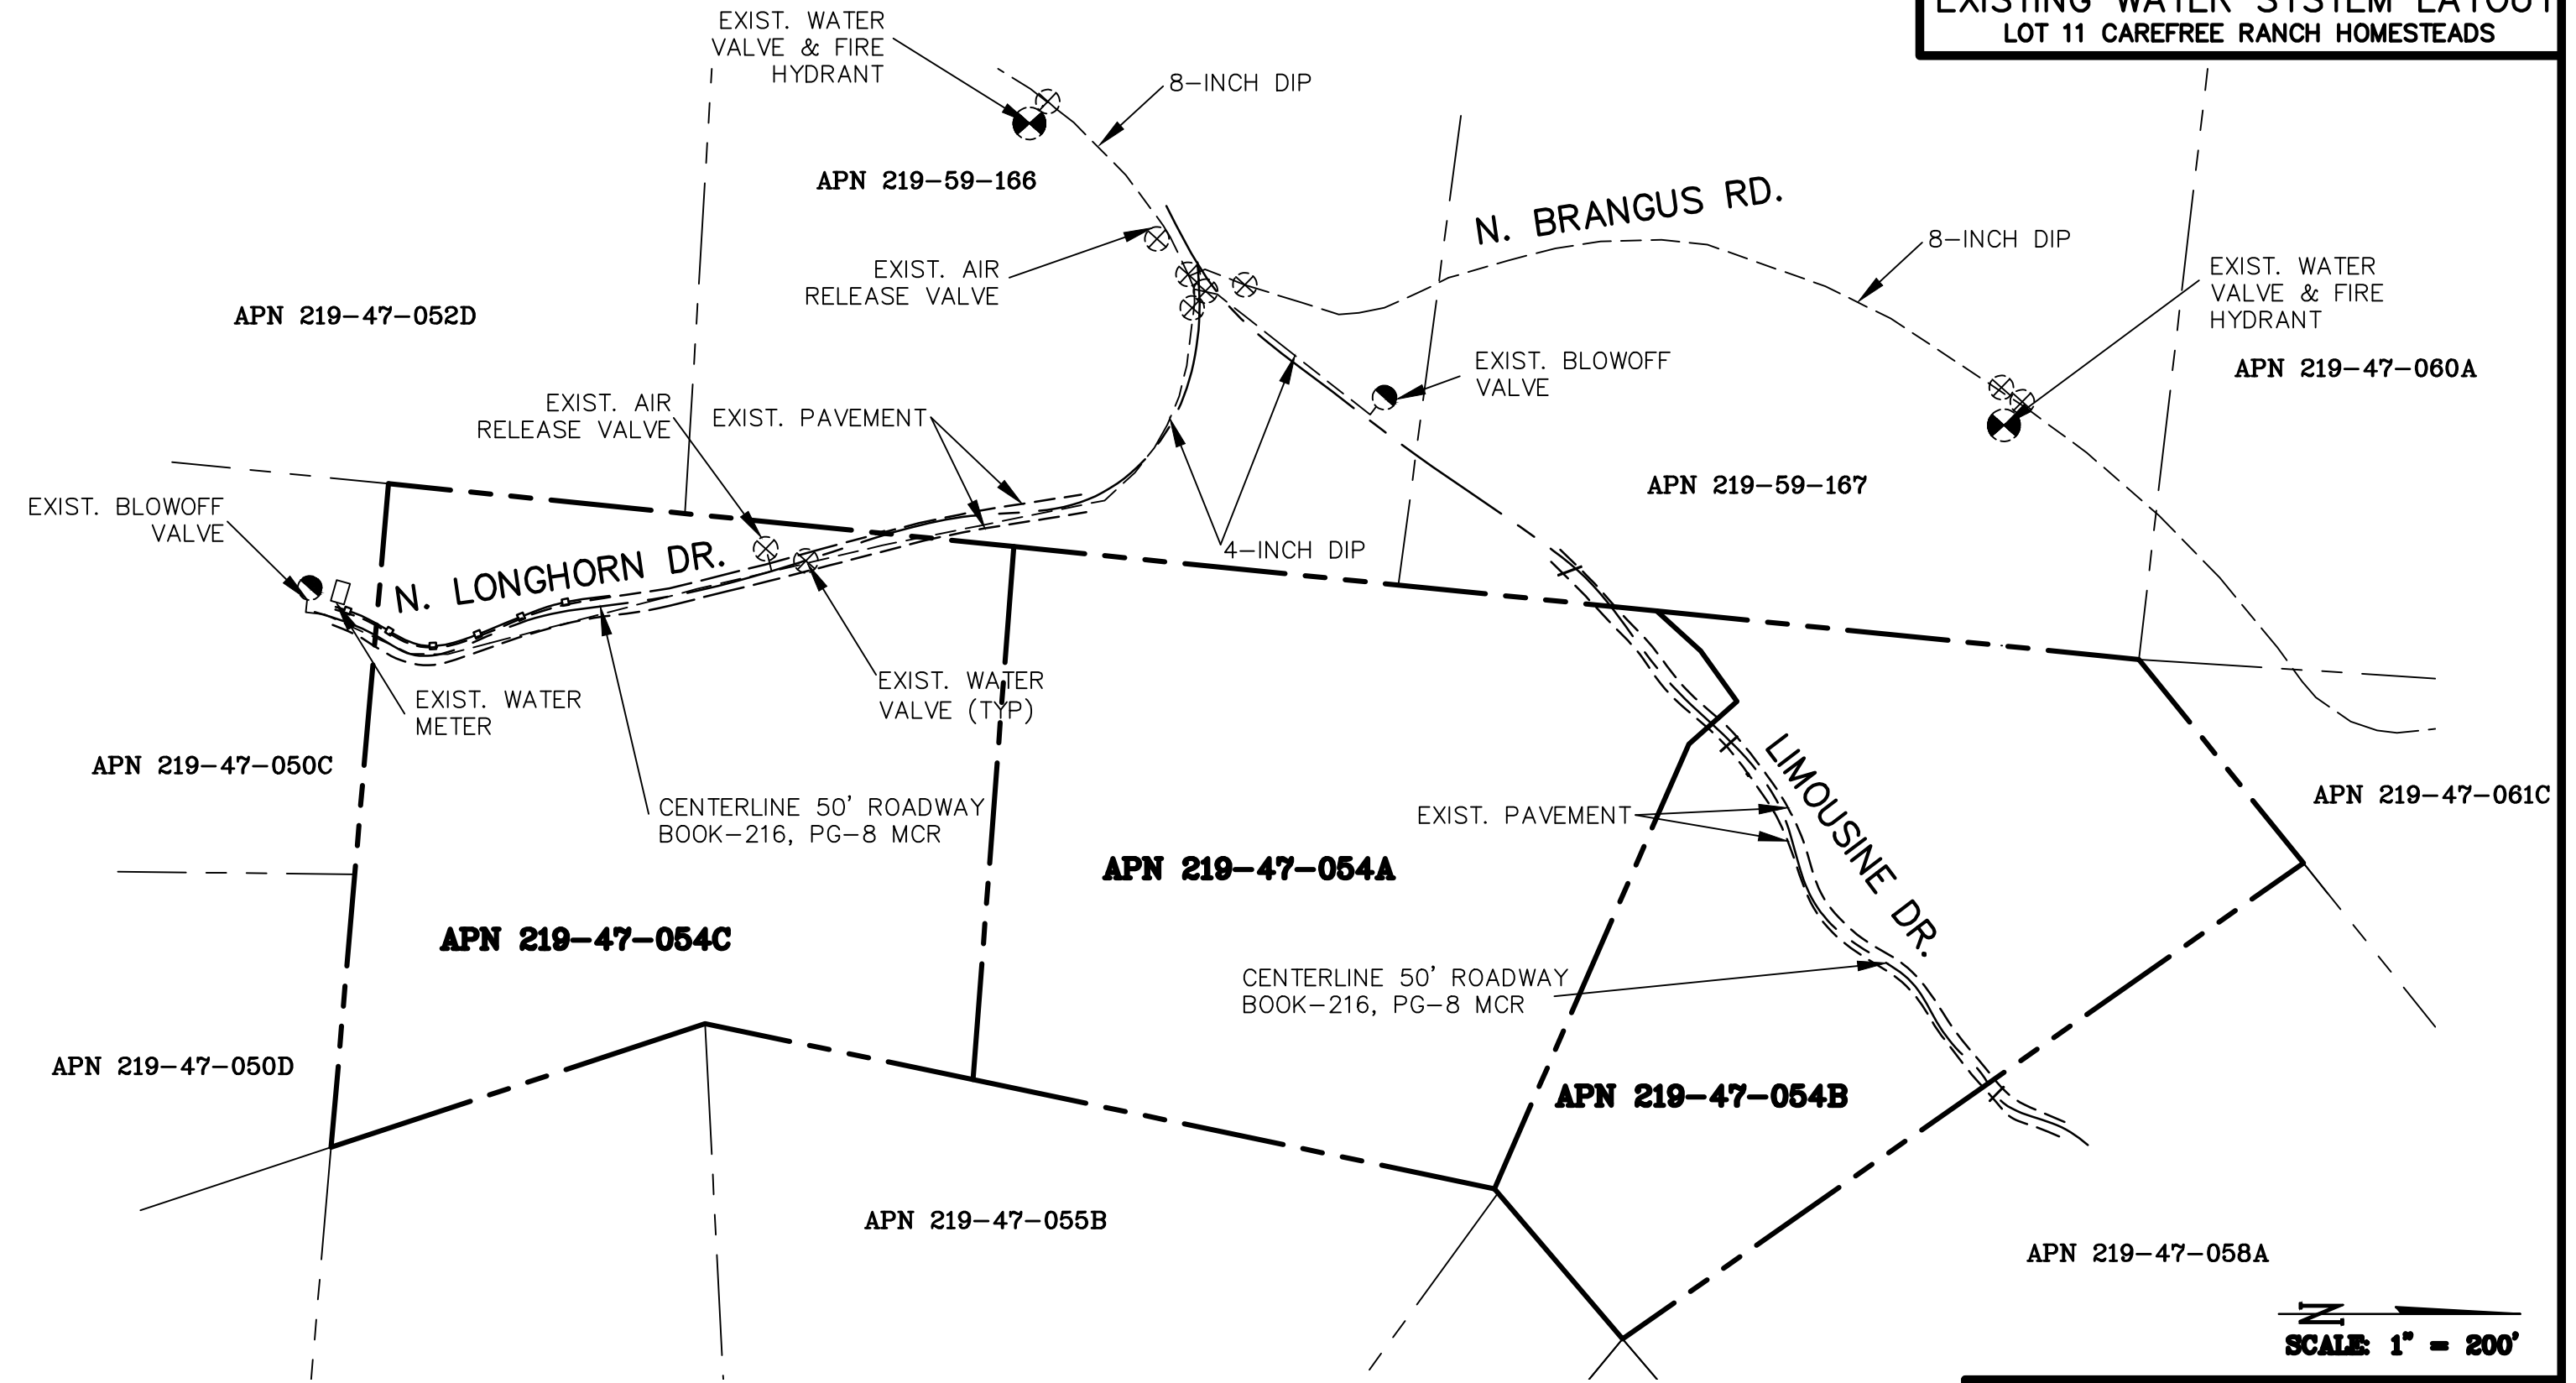 EXISTING WATER SYSTEM LAYOUT
LOT 11 CAREFREE RANCH HOMESTEADS
EXIST. WATER
VALVE & FIRE
HYDRANT
8-INCH DIP
APN 219-59-166
N. BRANGUS RD.
8-INCH DIP
EXIST. WATER
VALVE & FIRE
HYDRANT
EXIST. AIR
RELEASE VALVE
APN 219-47-052D
EXIST. BLOWOFF
VALVE
APN 219-47-060A
EXIST. AIR
RELEASE VALVE
EXIST. PAVEMENT
APN 219-59-167
EXIST. BLOWOFF
VALVE
4-INCH DIP
N. LONGHORN DR.
EXIST. WATER
METER
EXIST. WATER
VALVE (TYP)
APN 219-47-050C
CENTERLINE 50' ROADWAY
BOOK-216, PG-8 MCR
EXIST. PAVEMENT
LIMOUSINE DR.
APN 219-47-061C
APN 219-47-054A
APN 219-47-054C
CENTERLINE 50' ROADWAY
BOOK-216, PG-8 MCR
APN 219-47-050D
APN 219-47-054B
APN 219-47-055B
APN 219-47-058A
N
SCALE: 1" = 200'